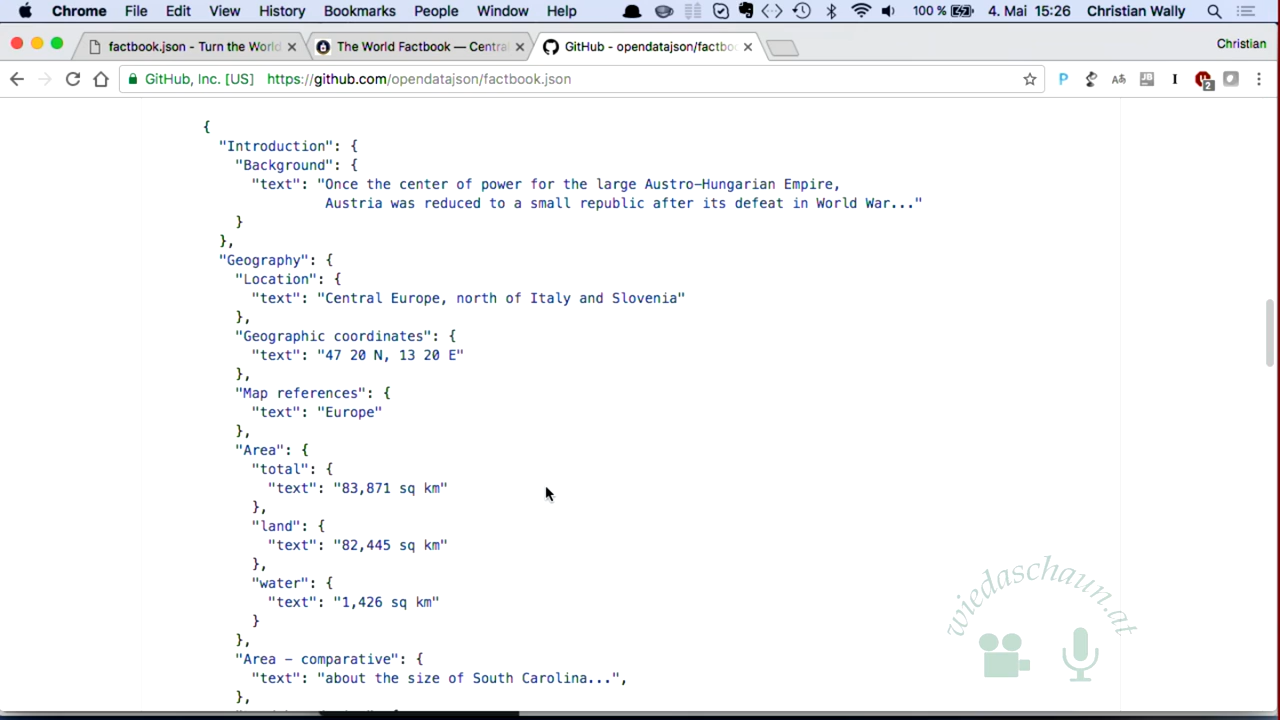 Chrome File Edit View History Bookmarks People Window Help 100 % 4. Mai 15:26 Christian Wally
factbook.json - Turn the World
The World Factbook — Centra
GitHub - opendatajson/factbo
Christian
GitHub, Inc. [US] https://github.com/opendatajson/factbook.json
P Aあ JB I 2
{
"Introduction": {
"Background": {
"text": "Once the center of power for the large Austro-Hungarian Empire,
Austria was reduced to a small republic after its defeat in World War..."
}
},
"Geography": {
"Location": {
"text": "Central Europe, north of Italy and Slovenia"
},
"Geographic coordinates": {
"text": "47 20 N, 13 20 E"
},
"Map references": {
"text": "Europe"
},
"Area": {
"total": {
"text": "83,871 sq km"
},
"land": {
"text": "82,445 sq km"
},
"water": {
"text": "1,426 sq km"
}
},
"Area - comparative": {
"text": "about the size of South Carolina...",
},
wiedaschaun.at